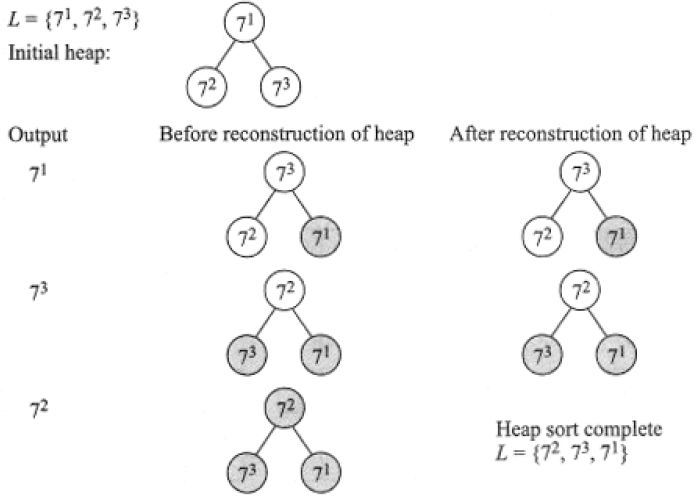 L = {7¹, 7², 7³}
Initial heap:
7¹
7² 7³
Output Before reconstruction of heap After reconstruction of heap
7¹ 7³ 7³
7² 7¹ 7² 7¹
7³ 7² 7²
7³ 7¹ 7³ 7¹
7² 7²
7³ 7¹
Heap sort complete
L = {7², 7³, 7¹}